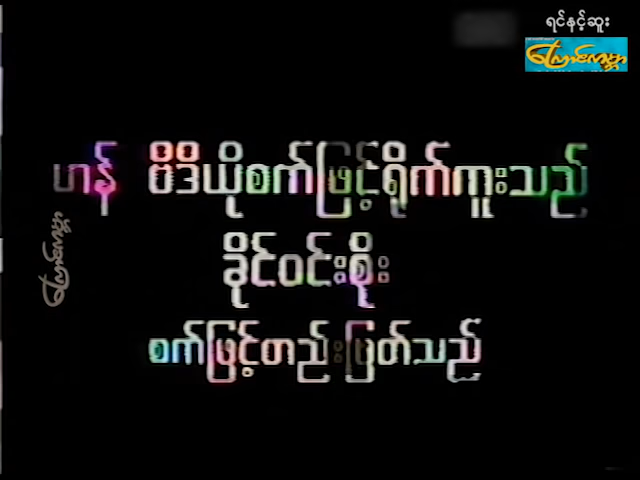 ရင်နင့်ဆူး
ဟန် ဗီဒီယိုစက်ဖြင့်ရိုက်ကူးသည်
ခိုင်ဝင်းစိုး
စက်ဖြင့်တည်းဖြတ်သည်